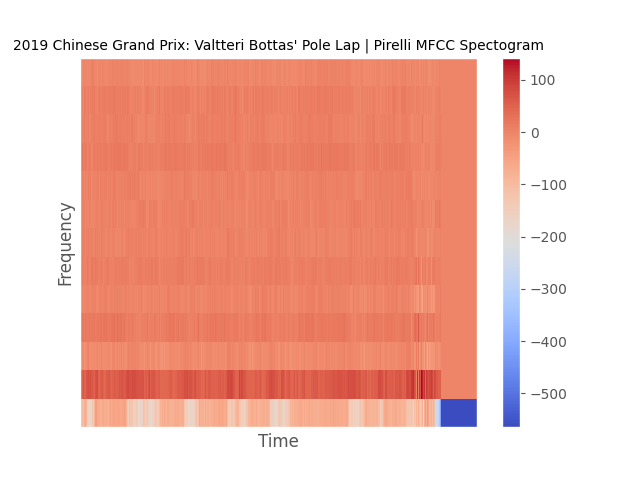 2019 Chinese Grand Prix: Valtteri Bottas' Pole Lap | Pirelli MFCC Spectogram
Frequency
Time
100
0
−100
−200
−300
−400
−500